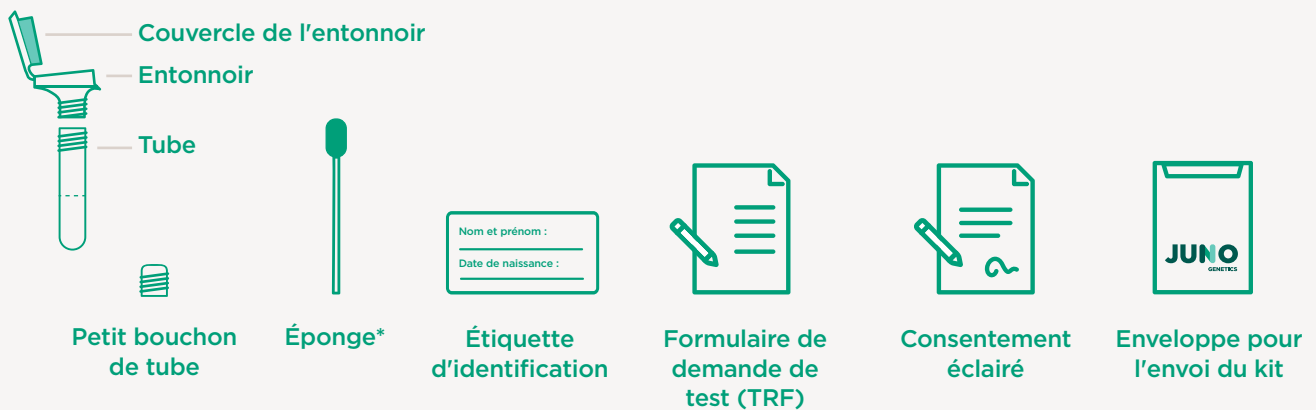 Couvercle de l'entonnoir
Entonnoir
Tube
Nom et prénom :
Date de naissance :
JUNO
GENETICS
Petit bouchon
de tube
Éponge*
Étiquette
d'identification
Formulaire de
demande de
test (TRF)
Consentement
éclairé
Enveloppe pour
l'envoi du kit